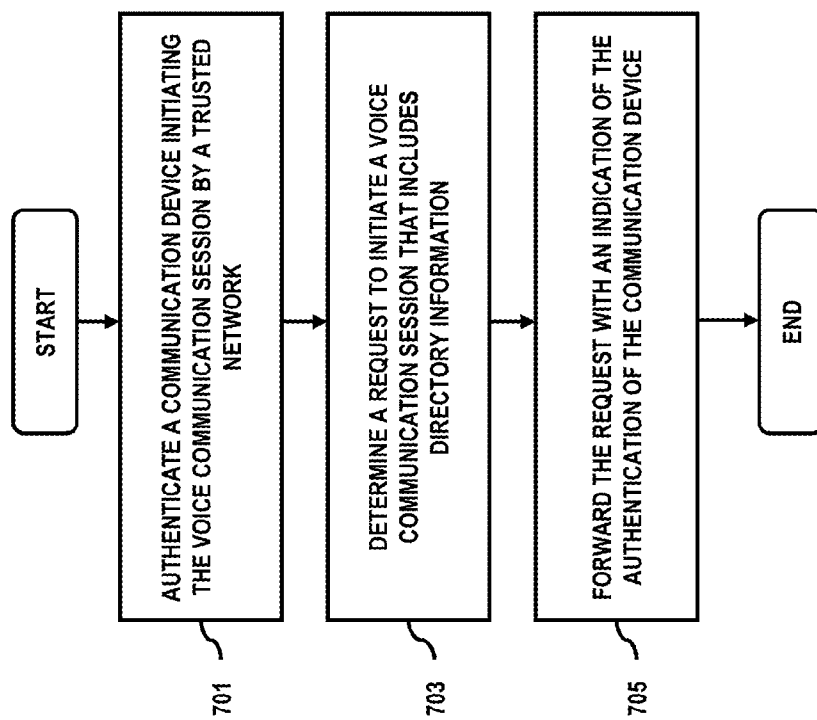 START
701
AUTHENTICATE A COMMUNICATION DEVICE INITIATING
THE VOICE COMMUNICATION SESSION BY A TRUSTED
NETWORK
703
DETERMINE A REQUEST TO INITIATE A VOICE
COMMUNICATION SESSION THAT INCLUDES
DIRECTORY INFORMATION
705
FORWARD THE REQUEST WITH AN INDICATION OF THE
AUTHENTICATION OF THE COMMUNICATION DEVICE
END